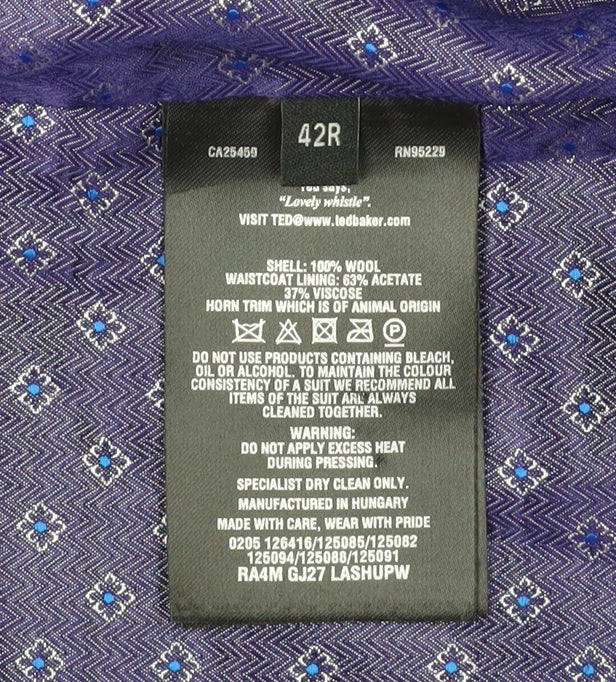 42R
CA25459 RN95229
You says,
"Lovely whistle".
VISIT TED@www.tedbaker.com
SHELL: 100% WOOL
WAISTCOAT LINING: 63% ACETATE
37% VISCOSE
HORN TRIM WHICH IS OF ANIMAL ORIGIN
P
DO NOT USE PRODUCTS CONTAINING BLEACH,
OIL OR ALCOHOL. TO MAINTAIN THE COLOUR
CONSISTENCY OF A SUIT WE RECOMMEND ALL
ITEMS OF THE SUIT ARE ALWAYS
CLEANED TOGETHER.
WARNING:
DO NOT APPLY EXCESS HEAT
DURING PRESSING.
SPECIALIST DRY CLEAN ONLY.
MANUFACTURED IN HUNGARY
MADE WITH CARE, WEAR WITH PRIDE
0205 126416/125085/125082
125094/125088/125091
RA4M GJ27 LASHUPW